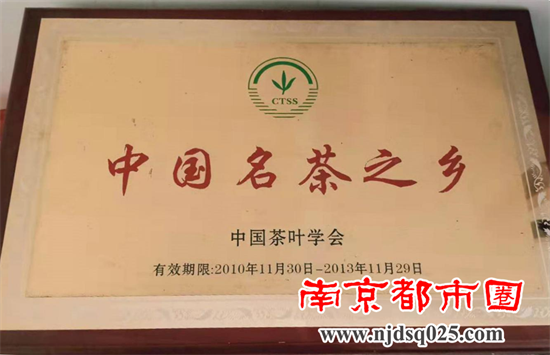 CTSS
中国名茶之乡
中国茶叶学会
有效期限:2010年11月30日-2013年11月29日
南京都市圈
www.njdsq025.com